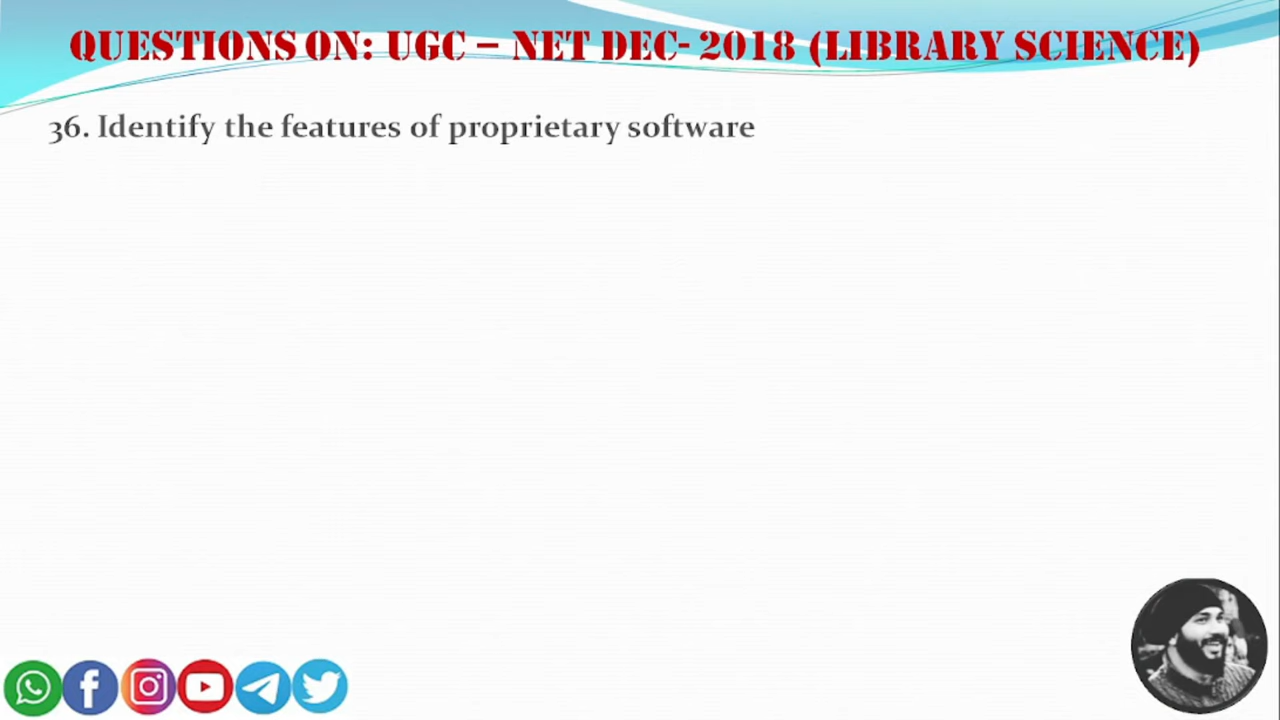 QUESTIONS ON: UGC – NET DEC- 2018 (LIBRARY SCIENCE)
36. Identify the features of proprietary software